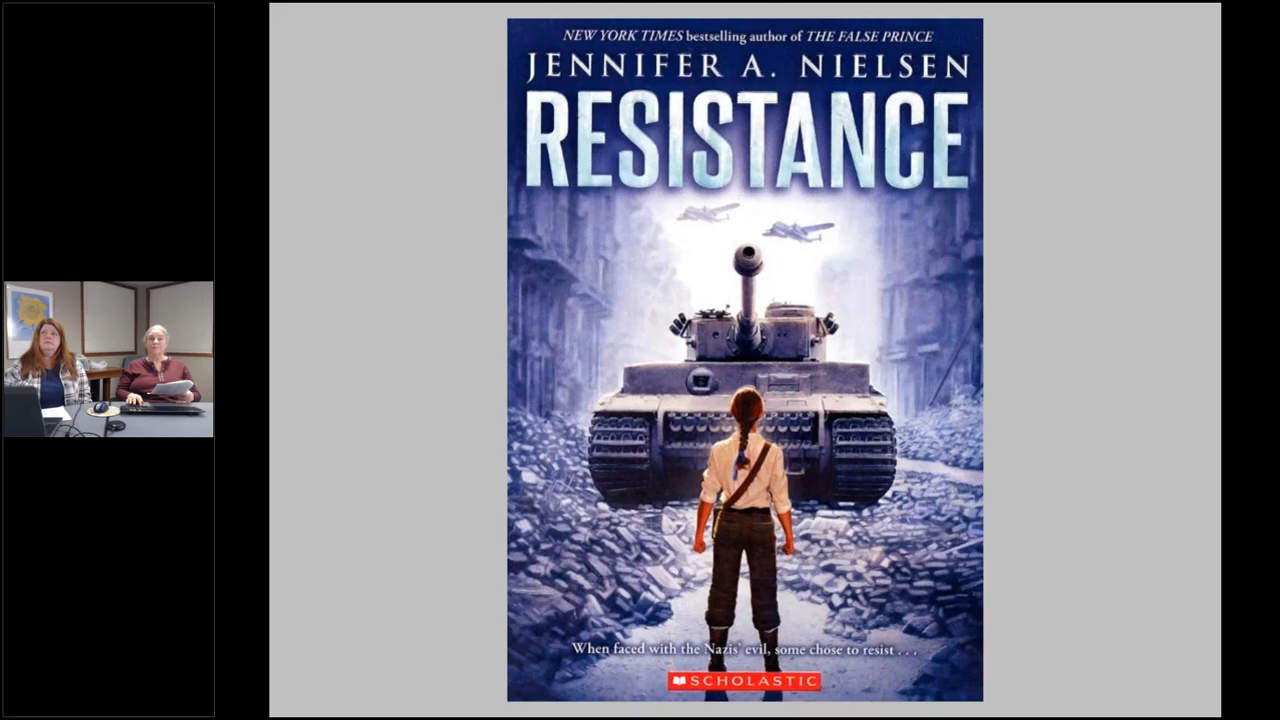 NEW YORK TIMES bestselling author of THE FALSE PRINCE
JENNIFER A. NIELSEN
RESISTANCE
When faced with the Nazis' evil, some chose to resist . . .
SCHOLASTIC